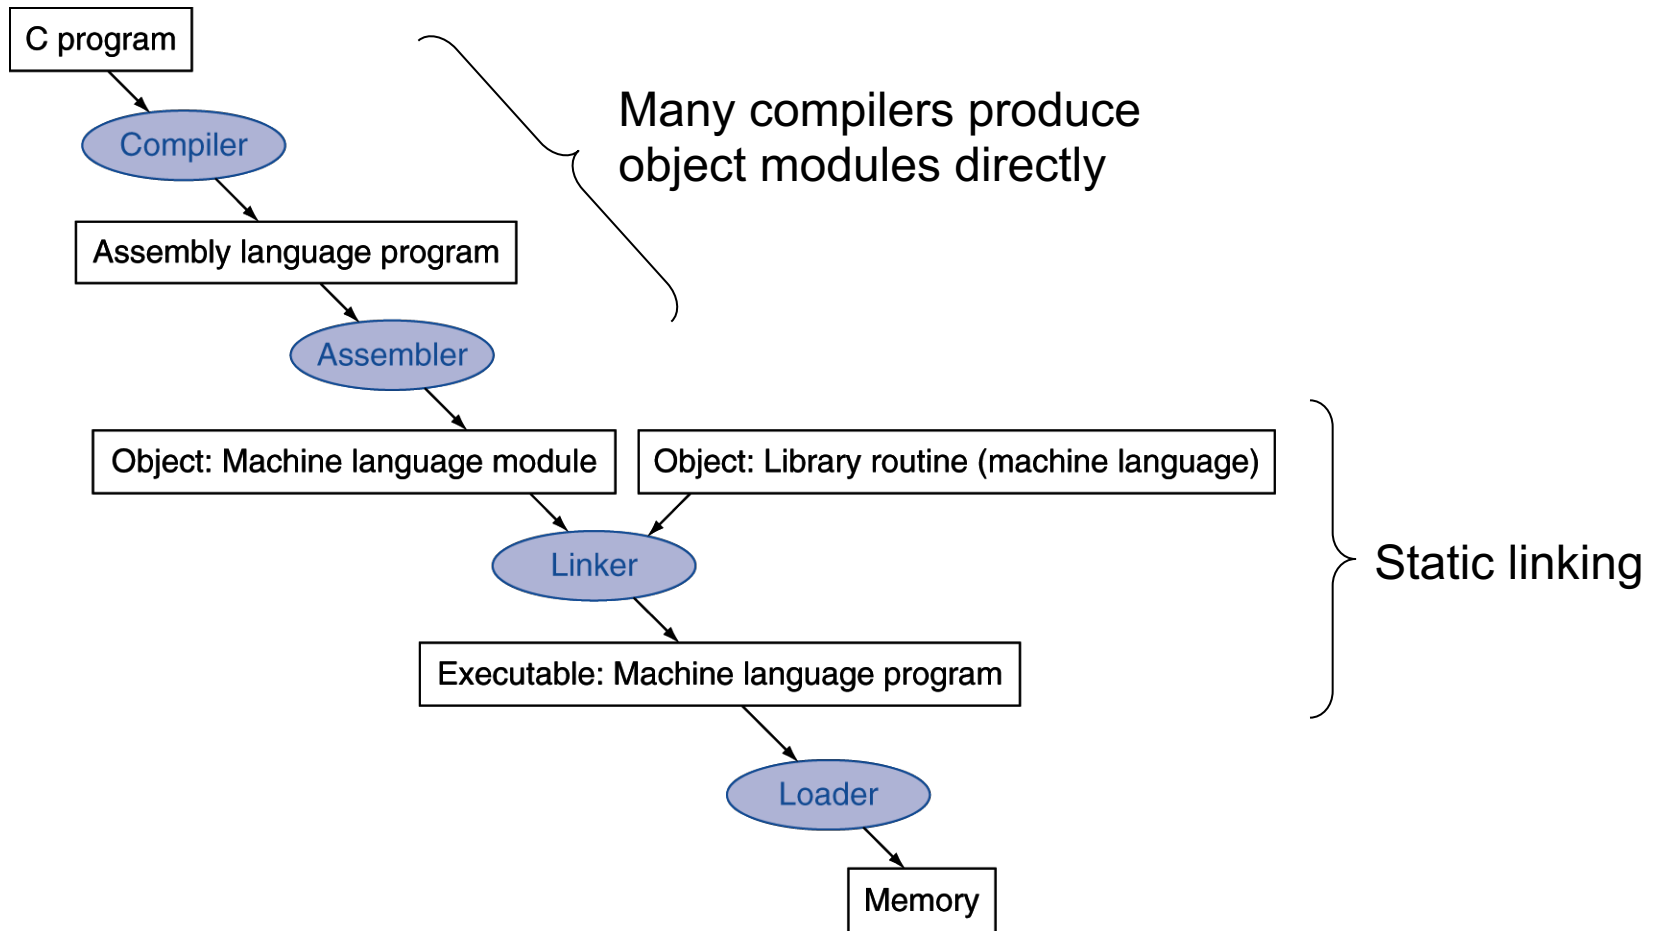 C program
Many compilers produce
object modules directly
Compiler
Assembly language program
Assembler
Object: Machine language module
Object: Library routine (machine language)
Linker
Static linking
Executable: Machine language program
Loader
Memory